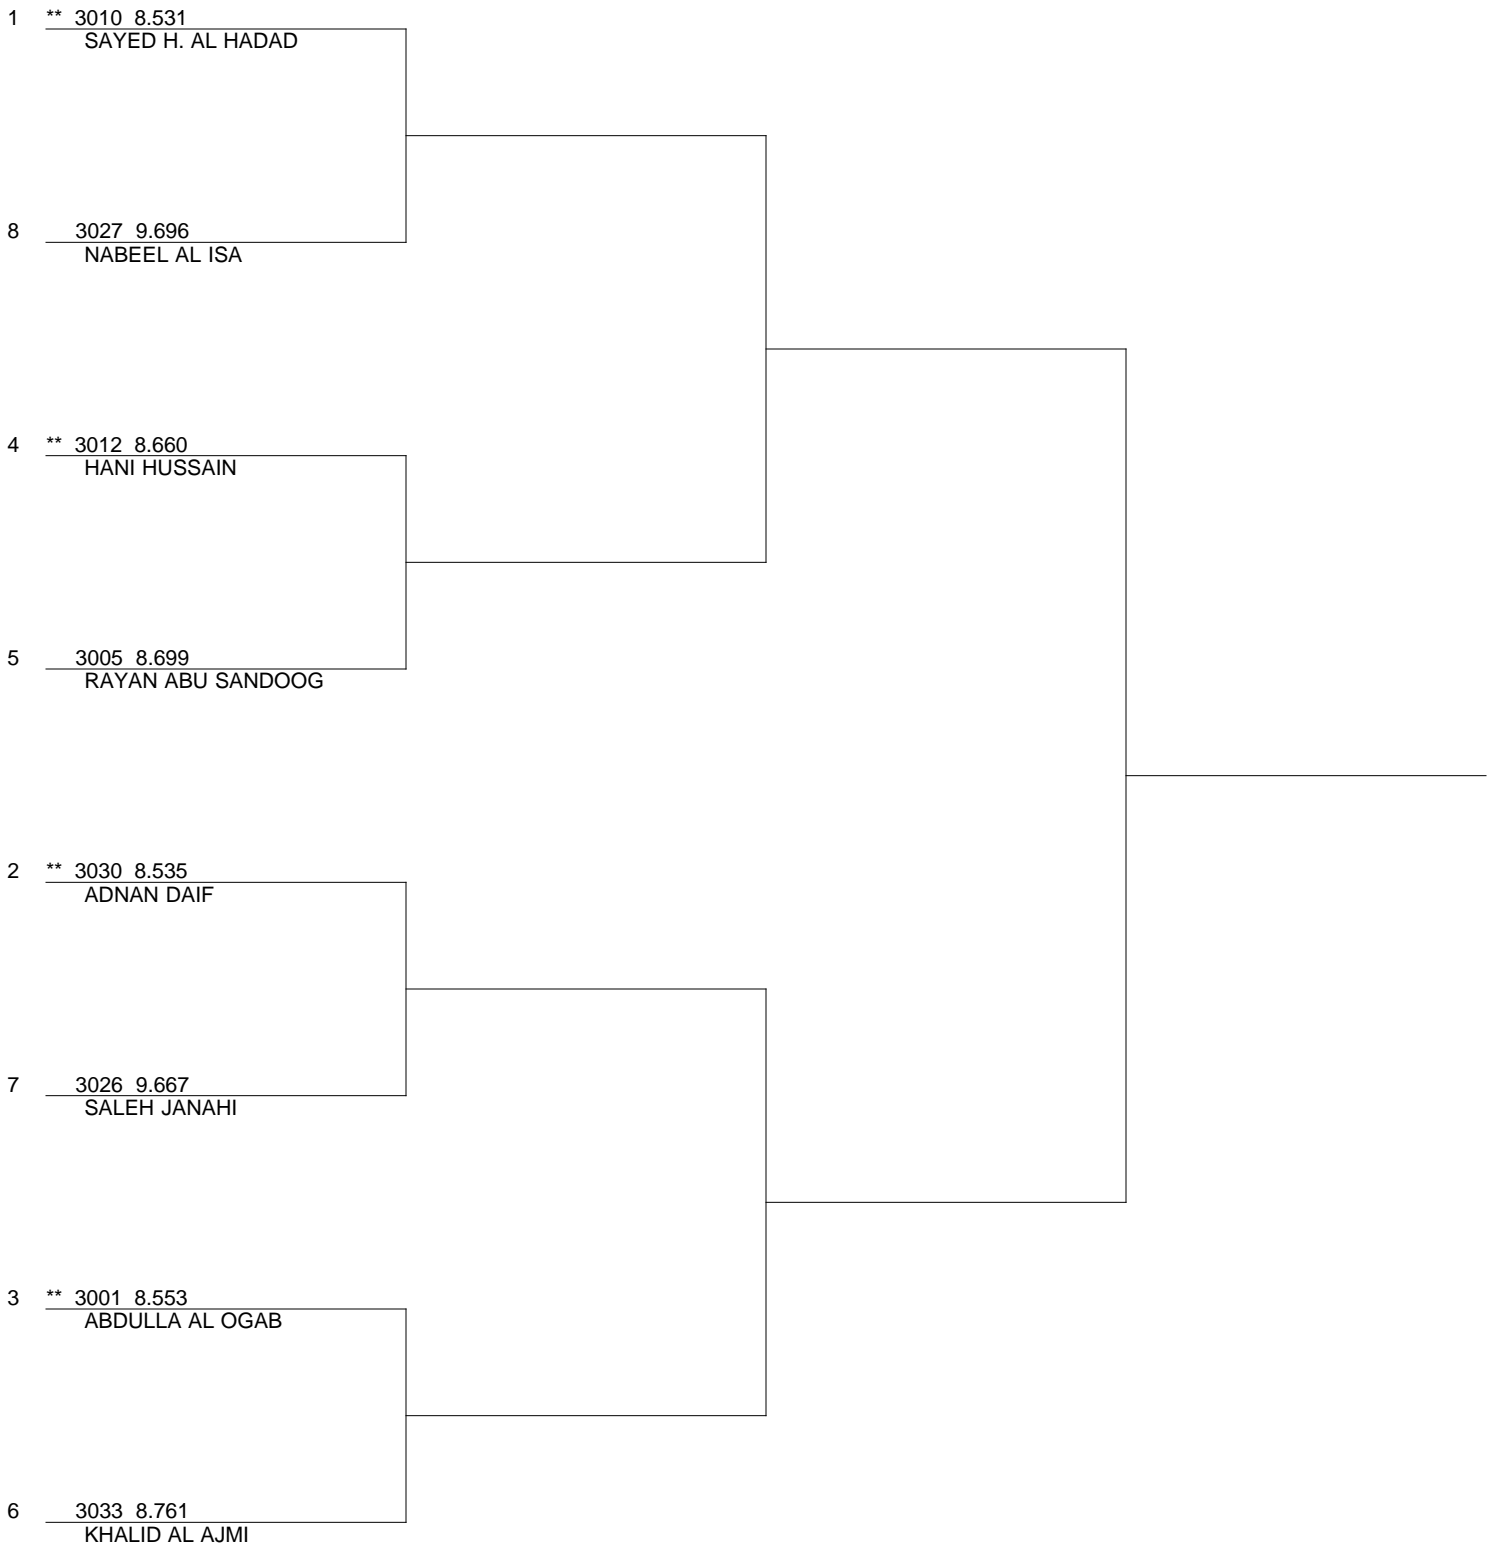 1 ** 3010 8.531
SAYED H. AL HADAD
8 3027 9.696
NABEEL AL ISA
4 ** 3012 8.660
HANI HUSSAIN
5 3005 8.699
RAYAN ABU SANDOOG
2 ** 3030 8.535
ADNAN DAIF
7 3026 9.667
SALEH JANAHI
3 ** 3001 8.553
ABDULLA AL OGAB
6 3033 8.761
KHALID AL AJMI